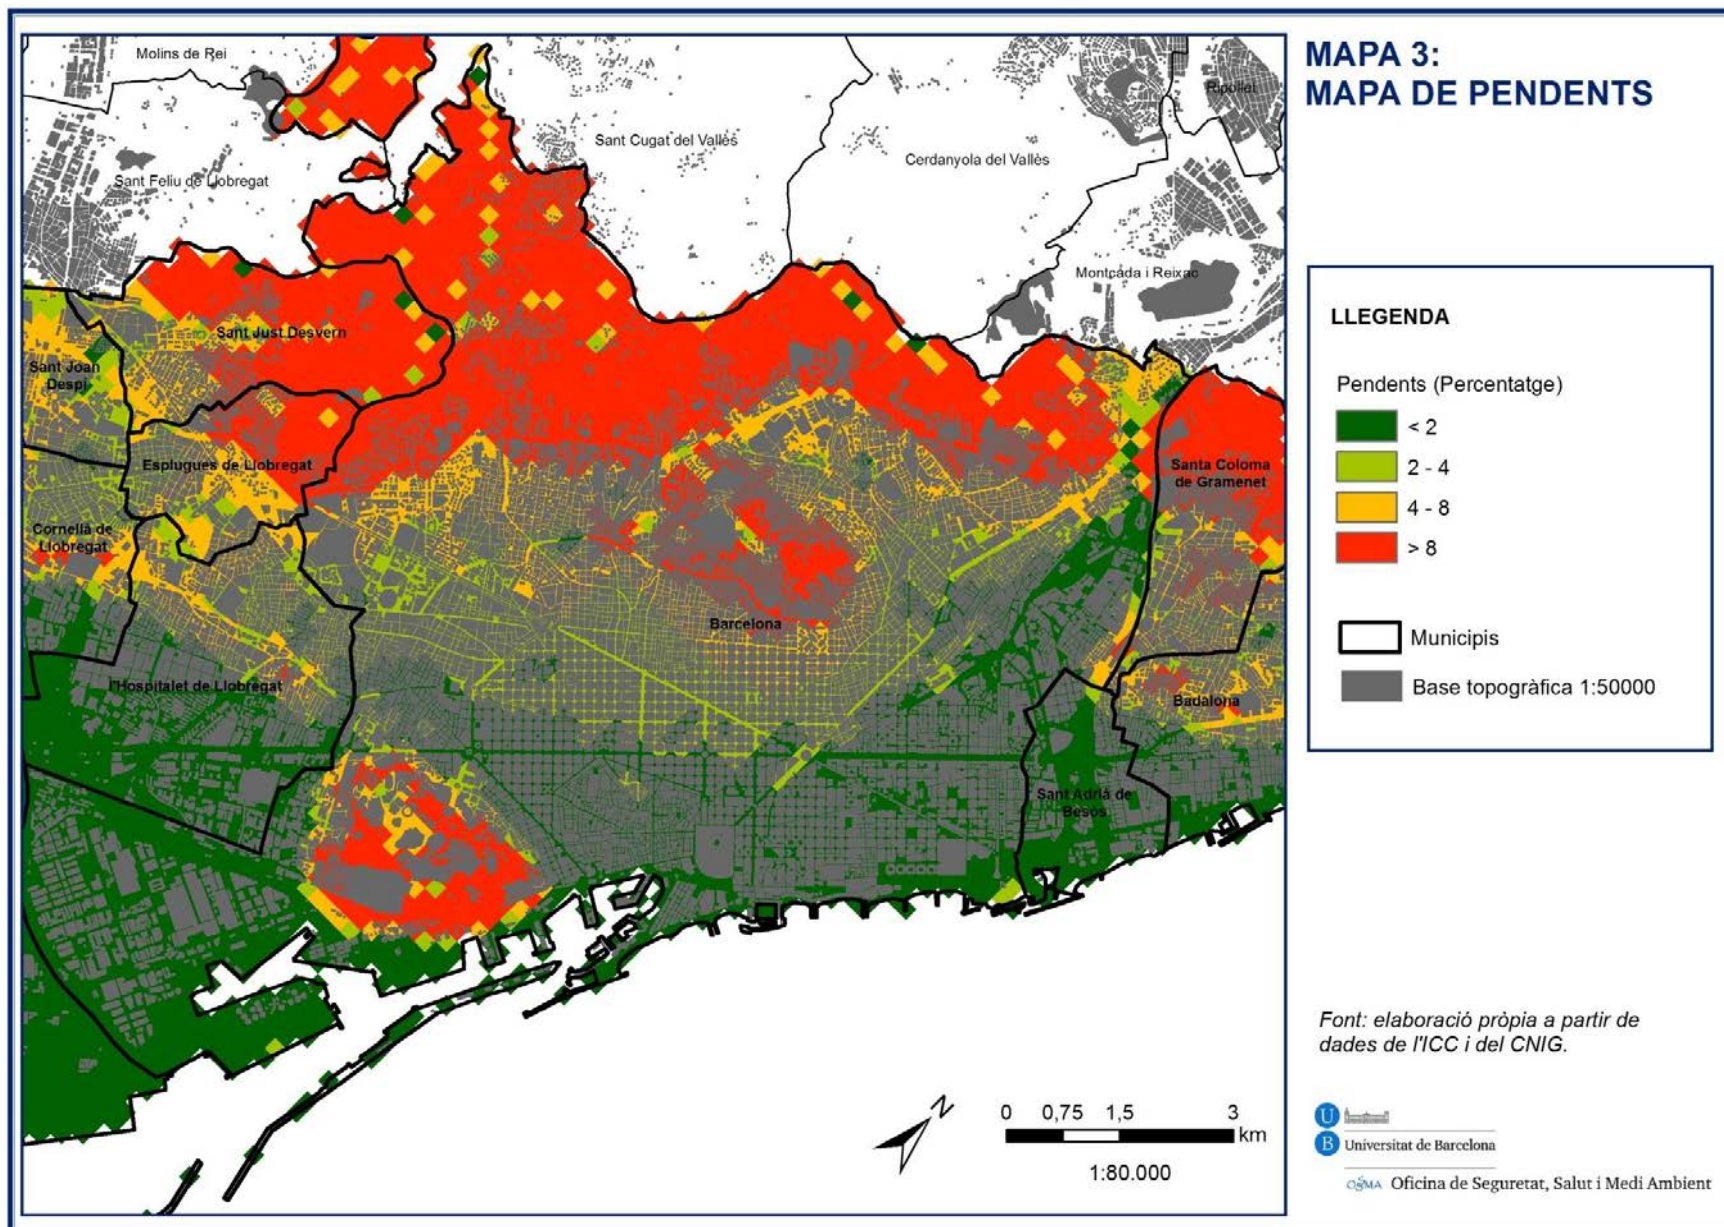 MAPA 3:
MAPA DE PENDENTS
Molins de Rei
Ripollet
Sant Cugat del Vallès
Cerdanyola del Vallès
Sant Feliu de Llobregat
Montcada i Reixac
Sant Just Desvern
Sant Joan
Despí
Esplugues de Llobregat
Santa Coloma
de Gramenet
Cornellà de
Llobregat
Barcelona
l'Hospitalet de Llobregat
Badalona
Sant Adrià de
Besòs
LLEGENDA
Pendents (Percentatge)
< 2
2 - 4
4 - 8
> 8
Municipis
Base topogràfica 1:50000
Font: elaboració pròpia a partir de
dades de l'ICC i del CNIG.
N
0 0,75 1,5 3
km
1:80.000
U
B Universitat de Barcelona
OSSMA Oficina de Seguretat, Salut i Medi Ambient